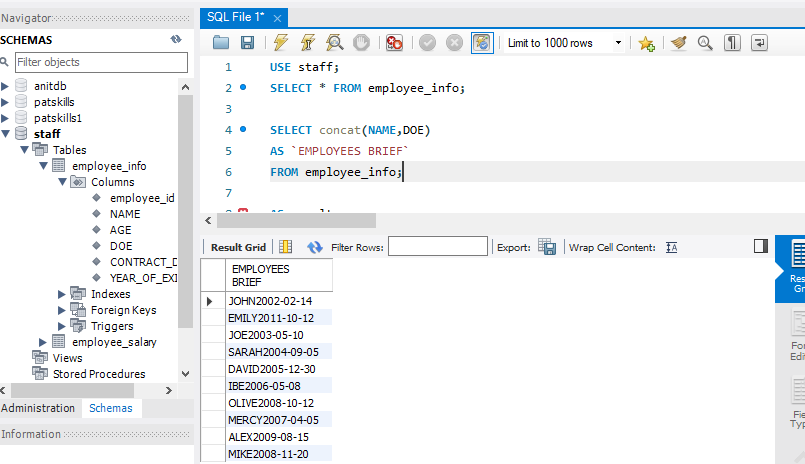 Navigator
SCHEMAS
Filter objects
anitdb
patskills
patskills1
staff
Tables
employee_info
Columns
employee_id
NAME
AGE
DOE
CONTRACT_D
YEAR_OF_EXI
Indexes
Foreign Keys
Triggers
employee_salary
Views
Stored Procedures
Administration Schemas
Information
SQL File 1*
Limit to 1000 rows
1 USE staff;
2 SELECT * FROM employee_info;
3
4 SELECT concat(NAME,DOE)
5 AS `EMPLOYEES BRIEF`
6 FROM employee_info;
7
Result Grid Filter Rows: Export: Wrap Cell Content:
EMPLOYEES
BRIEF
JOHN2002-02-14
EMILY2011-10-12
JOE2003-05-10
SARAH2004-09-05
DAVID2005-12-30
IBE2006-05-08
OLIVE2008-10-12
MERCY2007-04-05
ALEX2009-08-15
MIKE2008-11-20
Res
Gr
For
Edi
Fie
Typ